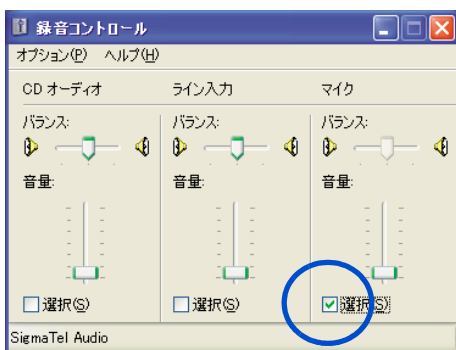 録音コントロール
オプション(P) ヘルプ(H)
CD オーディオ ライン入力 マイク
バランス: バランス: バランス:
音量: 音量: 音量:
選択(S) 選択(S) 選択(S)
SigmaTel Audio